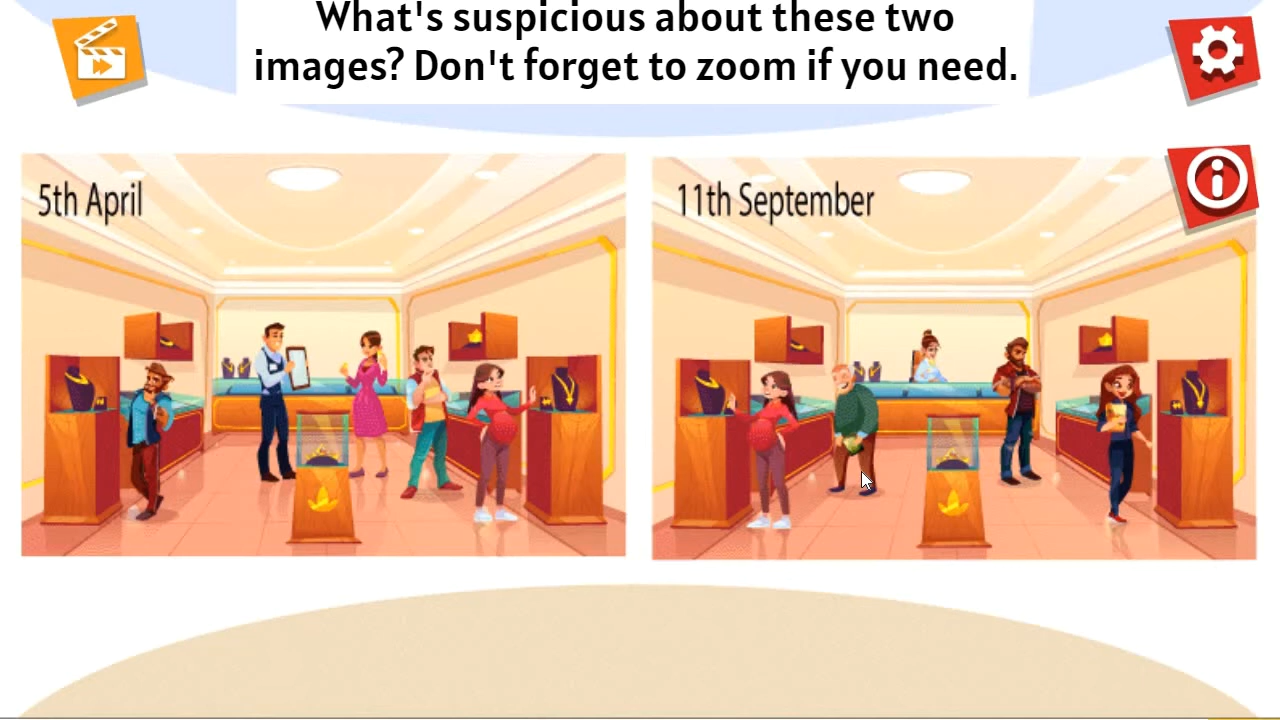 What's suspicious about these two
images? Don't forget to zoom if you need.
5th April
11th September